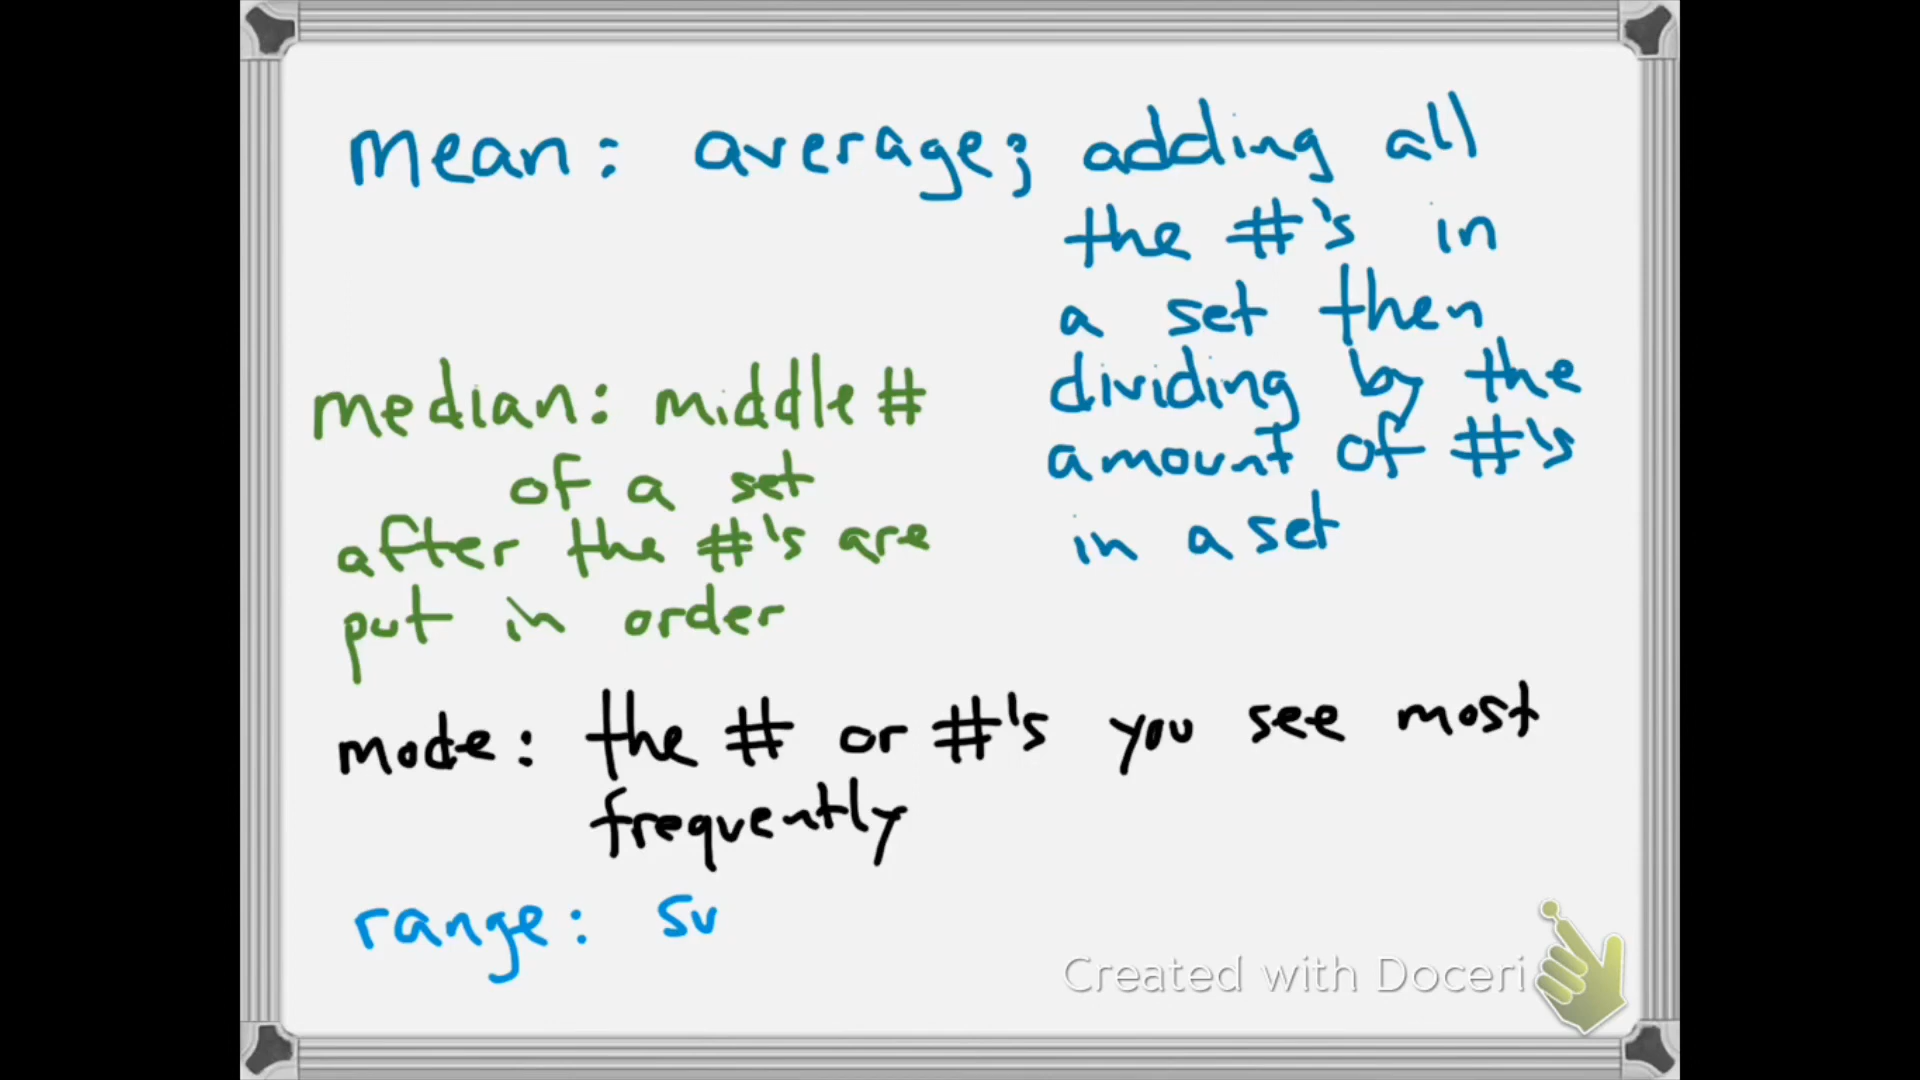 mean: average; adding all
the #'s in
a set then
dividing by the
amount of #'s
in a set
median: middle #
of a set
after the #'s are
put in order
mode: the # or #'s you see most
frequently
range: su
Created with Doceri